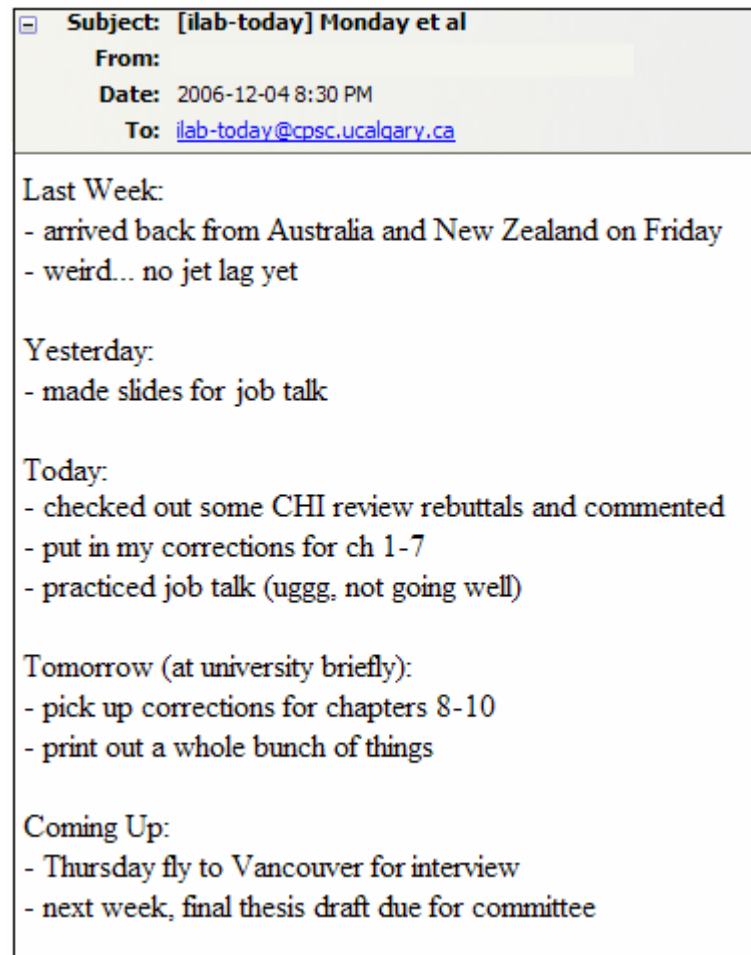 Subject: [ilab-today] Monday et al
From:
Date: 2006-12-04 8:30 PM
To: ilab-today@cpsc.ucalgary.ca
Last Week:
- arrived back from Australia and New Zealand on Friday
- weird... no jet lag yet
Yesterday:
- made slides for job talk
Today:
- checked out some CHI review rebuttals and commented
- put in my corrections for ch 1-7
- practiced job talk (uggg, not going well)
Tomorrow (at university briefly):
- pick up corrections for chapters 8-10
- print out a whole bunch of things
Coming Up:
- Thursday fly to Vancouver for interview
- next week, final thesis draft due for committee